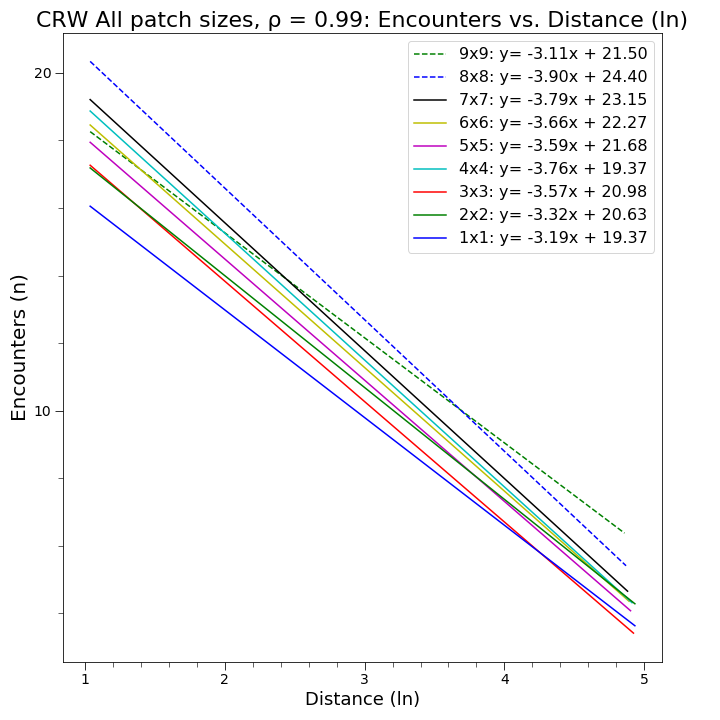 CRW All patch sizes, ρ = 0.99: Encounters vs. Distance (ln)
9x9: y= -3.11x + 21.50
8x8: y= -3.90x + 24.40
7x7: y= -3.79x + 23.15
6x6: y= -3.66x + 22.27
5x5: y= -3.59x + 21.68
4x4: y= -3.76x + 19.37
3x3: y= -3.57x + 20.98
2x2: y= -3.32x + 20.63
1x1: y= -3.19x + 19.37
20
10
Encounters (n)
1 2 3 4 5
Distance (ln)